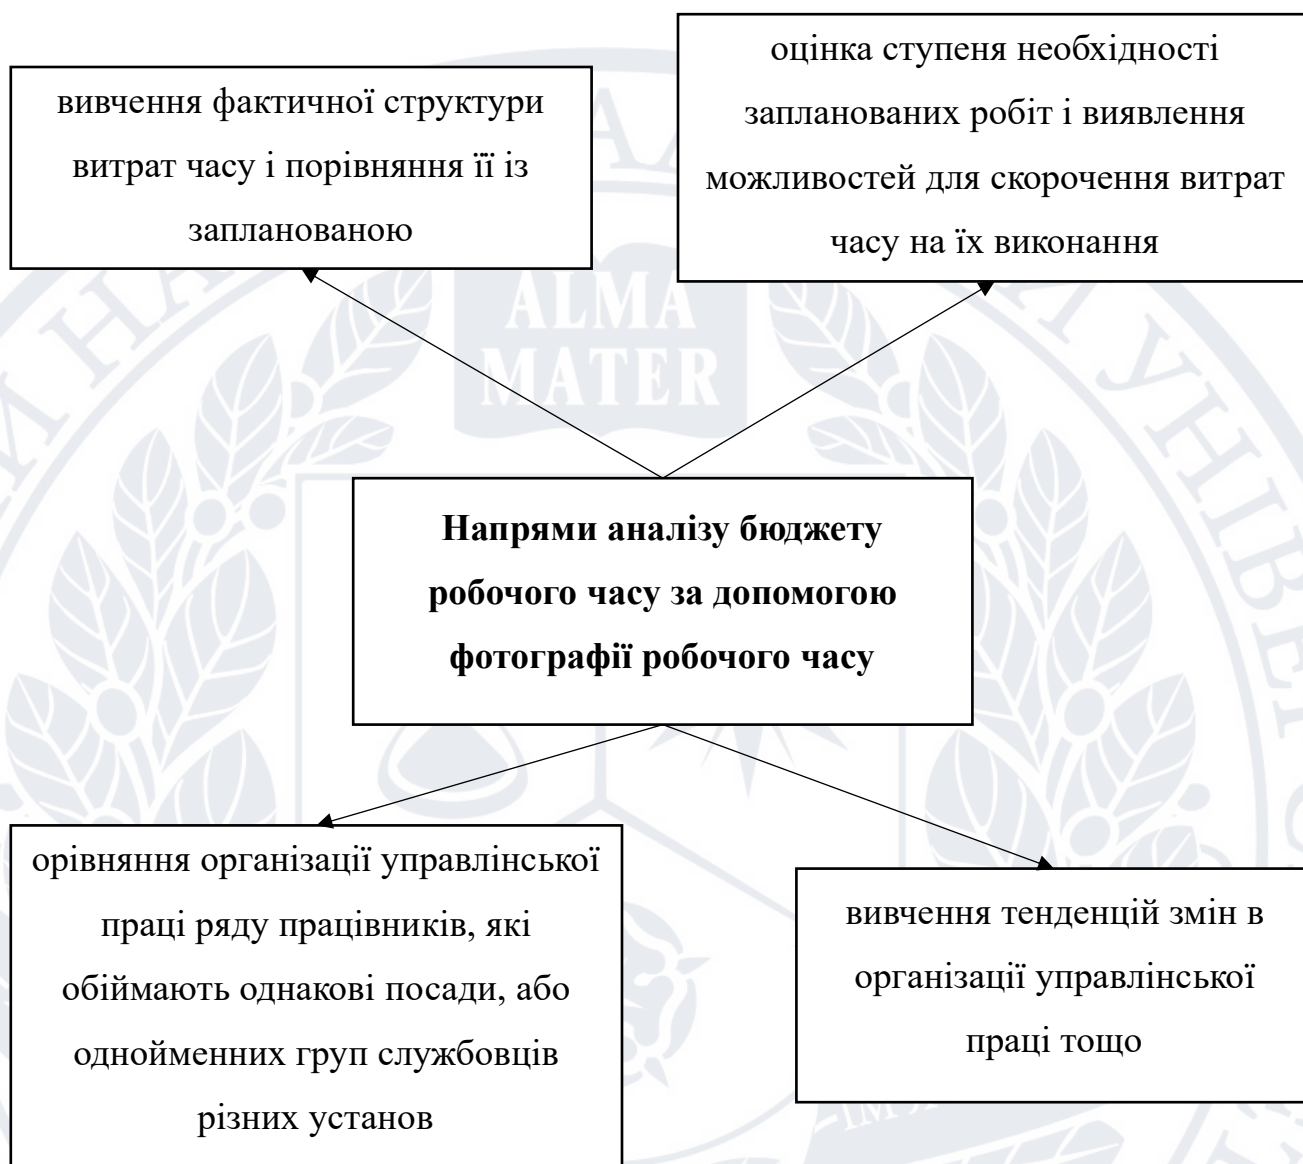 вивчення фактичної структури
витрат часу і порівняння її із
запланованою
оцінка ступеня необхідності
запланованих робіт і виявлення
можливостей для скорочення витрат
часу на їх виконання
ALMA
MATER
Напрями аналізу бюджету
робочого часу за допомогою
фотографії робочого часу
орівняння організації управлінської
праці ряду працівників, які
обіймають однакові посади, або
однойменних груп службовців
різних установ
вивчення тенденцій змін в
організації управлінської
праці тощо